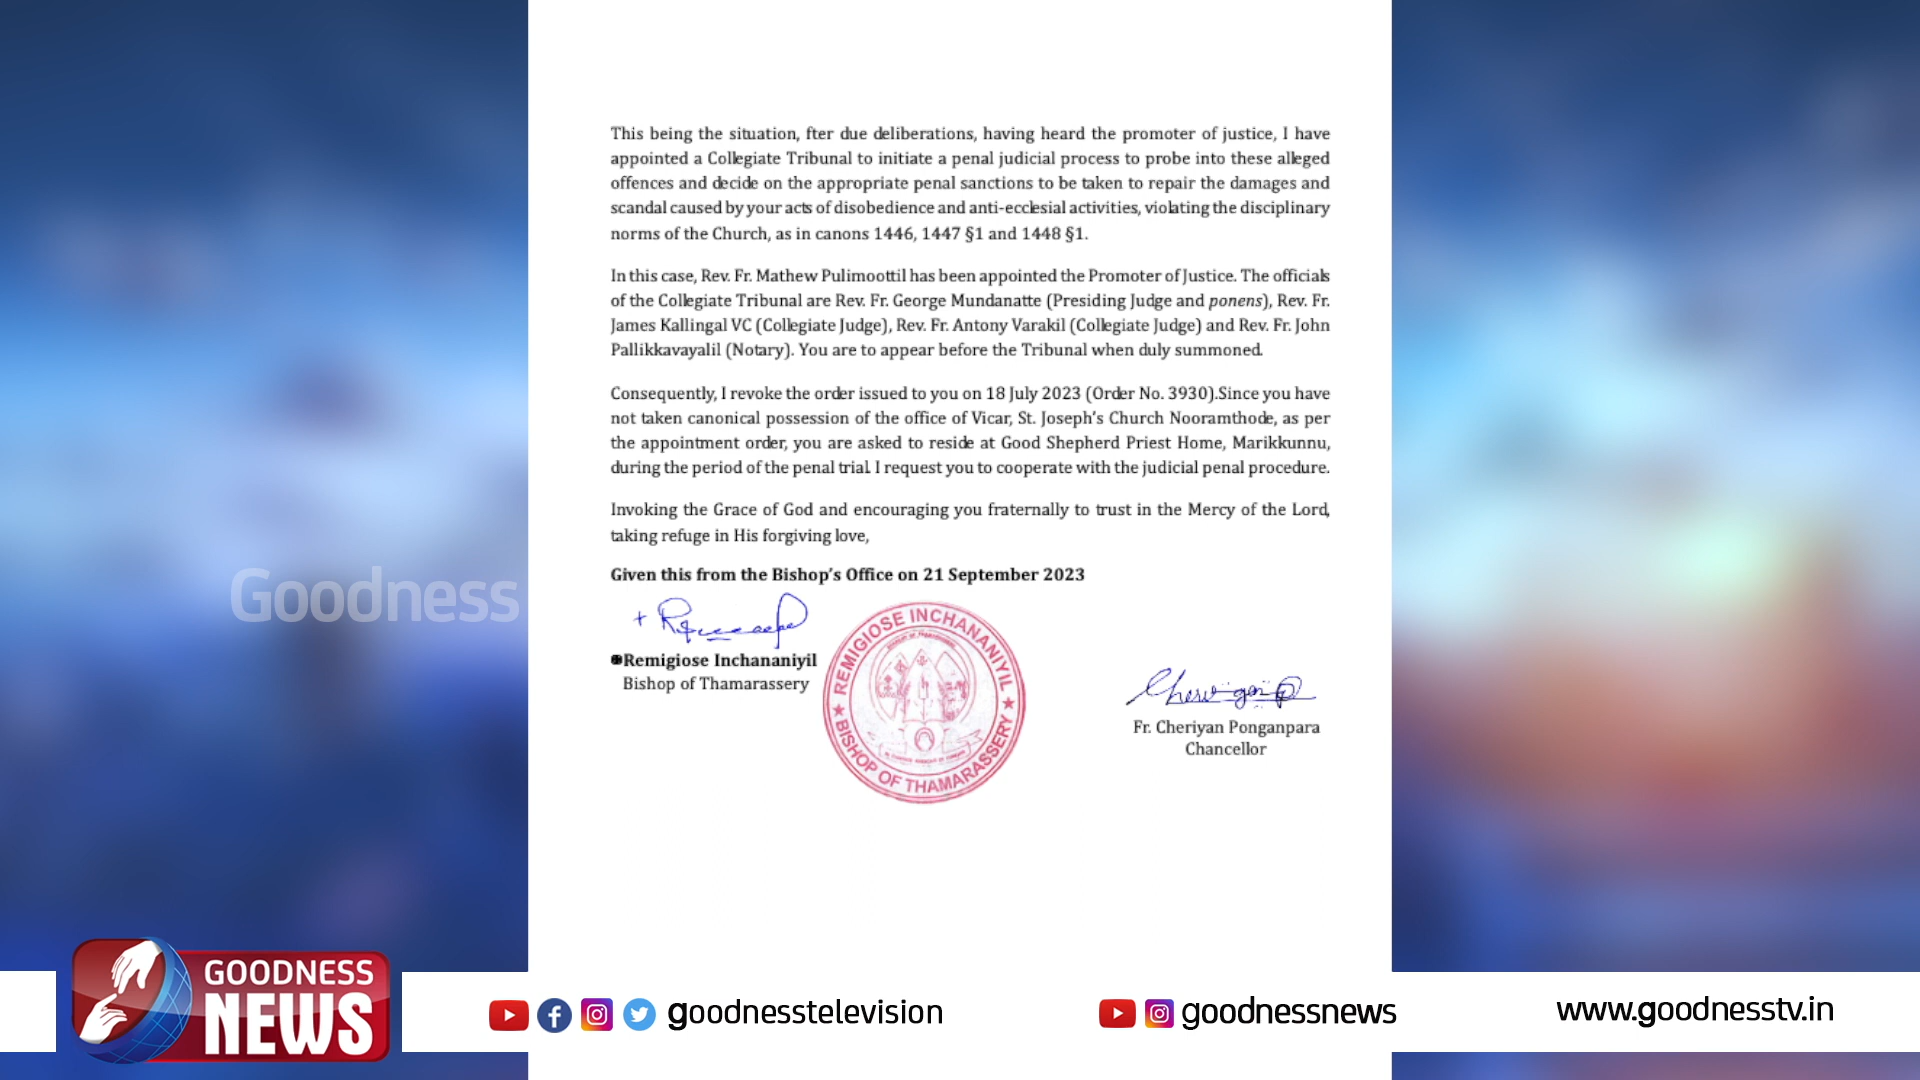 This being the situation, fter due deliberations, having heard the promoter of justice, I have
appointed a Collegiate Tribunal to initiate a penal judicial process to probe into these alleged
offences and decide on the appropriate penal sanctions to be taken to repair the damages and
scandal caused by your acts of disobedience and anti-ecclesial activities, violating the disciplinary
norms of the Church, as in canons 1446, 1447 §1 and 1448 §1.
In this case, Rev. Fr. Mathew Pulimoottil has been appointed the Promoter of Justice. The officials
of the Collegiate Tribunal are Rev. Fr. George Mundanatte (Presiding Judge and ponens), Rev. Fr.
James Kallingal VC (Collegiate Judge), Rev. Fr. Antony Varakil (Collegiate Judge) and Rev. Fr. John
Pallikkavayalil (Notary). You are to appear before the Tribunal when duly summoned.
Consequently, I revoke the order issued to you on 18 July 2023 (Order No. 3930).Since you have
not taken canonical possession of the office of Vicar, St. Joseph's Church Nooramthode, as per
the appointment order, you are asked to reside at Good Shepherd Priest Home, Marikkunnu,
during the period of the penal trial. I request you to cooperate with the judicial penal procedure.
Invoking the Grace of God and encouraging you fraternally to trust in the Mercy of the Lord,
taking refuge in His forgiving love,
Given this from the Bishop's Office on 21 September 2023
Goodness
Remigiose Inchananiyil
Bishop of Thamarassery
REMIGIOSE INCHANANIYIL
★ BISHOP OF THAMARASSERY ★
Fr. Cheriyan Ponganpara
Chancellor
GOODNESS
NEWS
goodnesstelevision
goodnessnews
www.goodnesstv.in